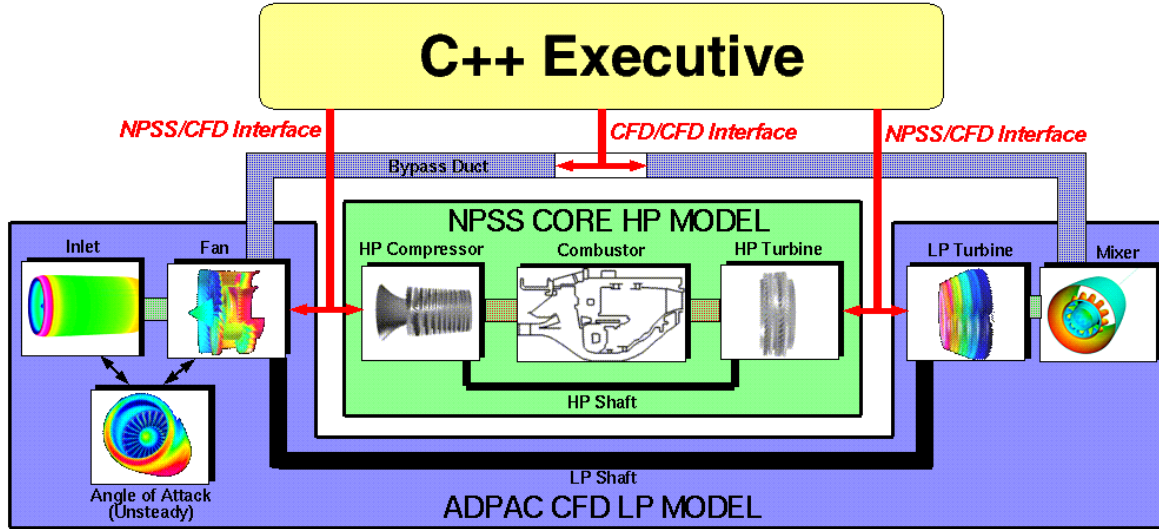 C++ Executive
NPSS/CFD Interface
CFD/CFD Interface
NPSS/CFD Interface
Bypass Duct
NPSS CORE HP MODEL
Inlet
Fan
HP Compressor
Combustor
HP Turbine
LP Turbine
Mixer
HP Shaft
LP Shaft
Angle of Attack
(Unsteady)
ADPAC CFD LP MODEL